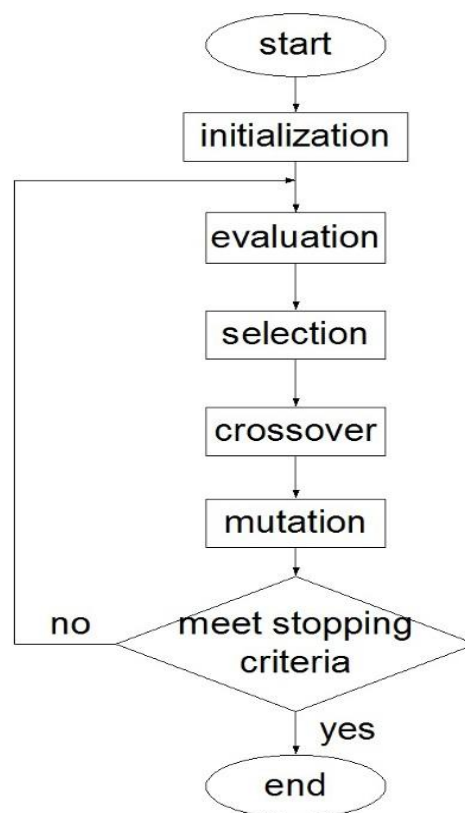 start
initialization
evaluation
selection
crossover
mutation
no
meet stopping
criteria
yes
end